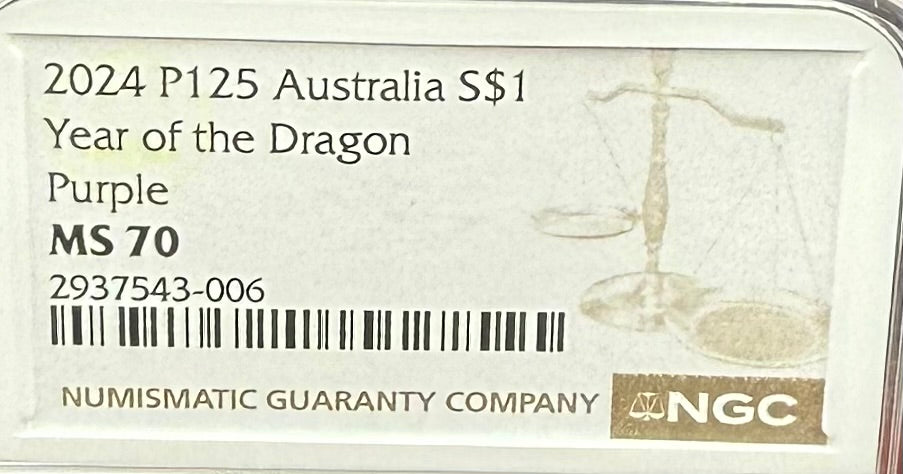 2024 P125 Australia S$1
Year of the Dragon
Purple
MS 70
2937543-006
NUMISMATIC GUARANTY COMPANY NGC